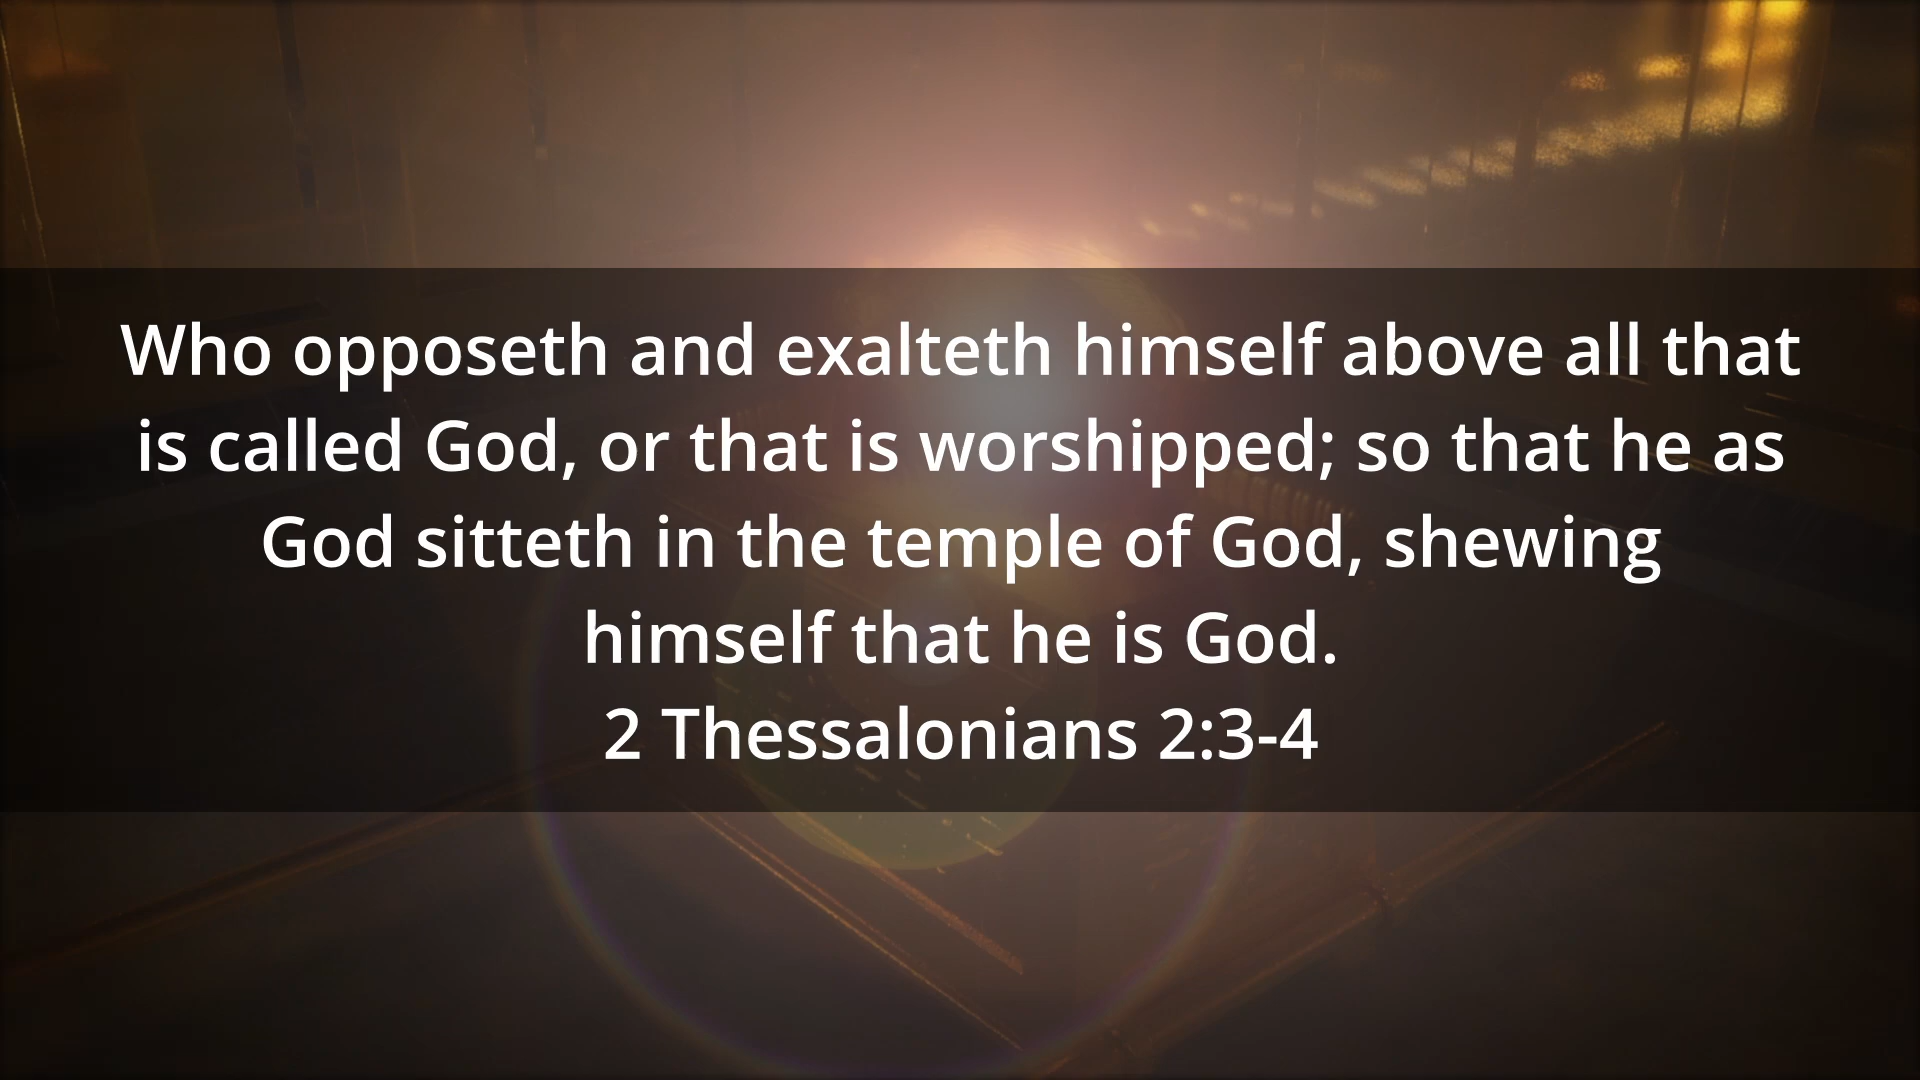 Who opposeth and exalteth himself above all that
is called God, or that is worshipped; so that he as
God sitteth in the temple of God, shewing
himself that he is God.
2 Thessalonians 2:3-4